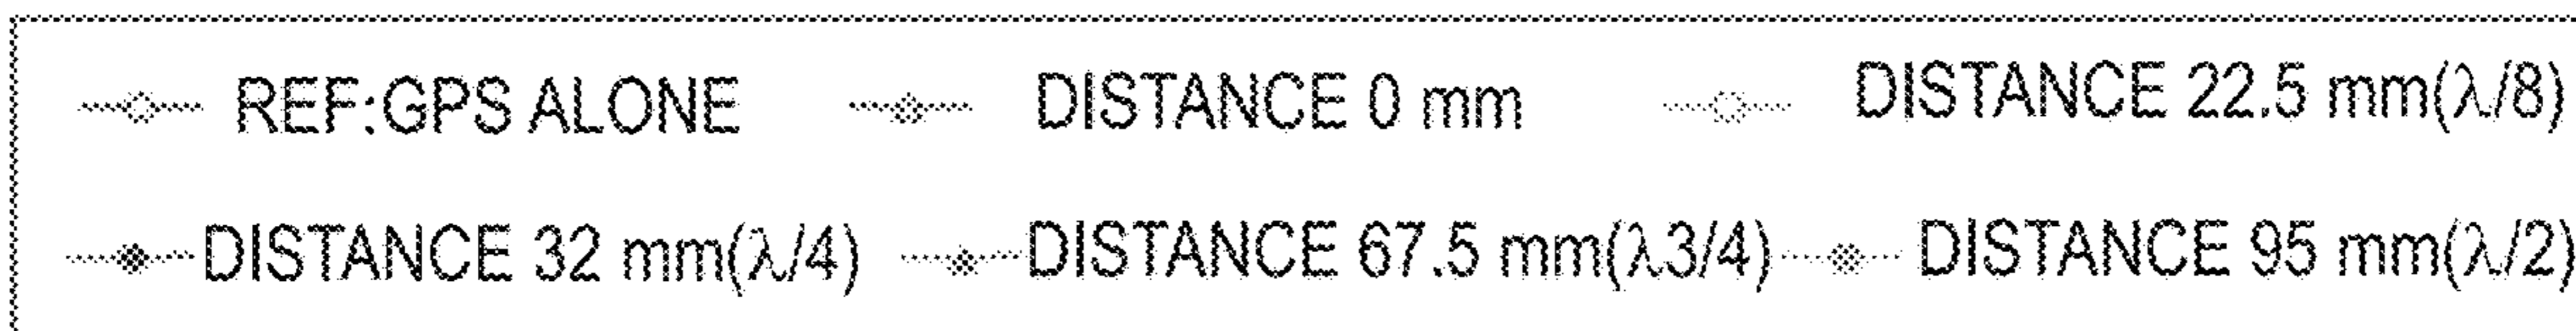 REF:GPS ALONE DISTANCE 0 mm DISTANCE 22.5 mm(λ/8)
DISTANCE 32 mm(λ/4) DISTANCE 67.5 mm(λ3/4) DISTANCE 95 mm(λ/2)